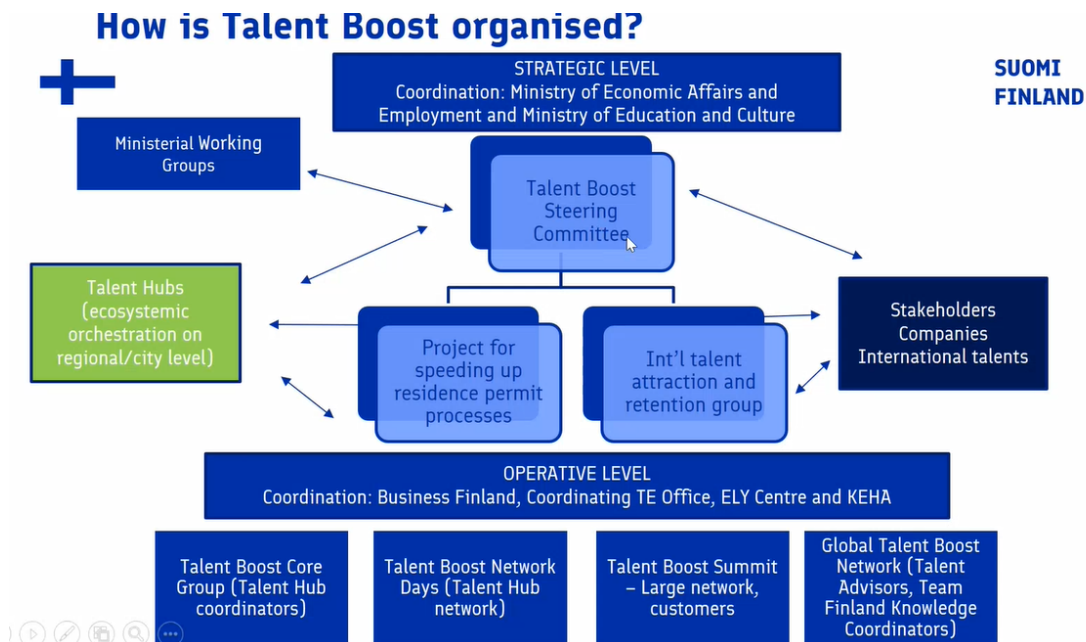 How is Talent Boost organised?
SUOMI
FINLAND
STRATEGIC LEVEL
Coordination: Ministry of Economic Affairs and
Employment and Ministry of Education and Culture
Ministerial Working
Groups
Talent Boost
Steering
Committee
Talent Hubs
(ecosystemic
orchestration on
regional/city level)
Stakeholders
Companies
International talents
Project for
speeding up
residence permit
processes
Int'l talent
attraction and
retention group
OPERATIVE LEVEL
Coordination: Business Finland, Coordinating TE Office, ELY Centre and KEHA
Talent Boost Core
Group (Talent Hub
coordinators)
Talent Boost Network
Days (Talent Hub
network)
Talent Boost Summit
– Large network,
customers
Global Talent Boost
Network (Talent
Advisors, Team
Finland Knowledge
Coordinators)